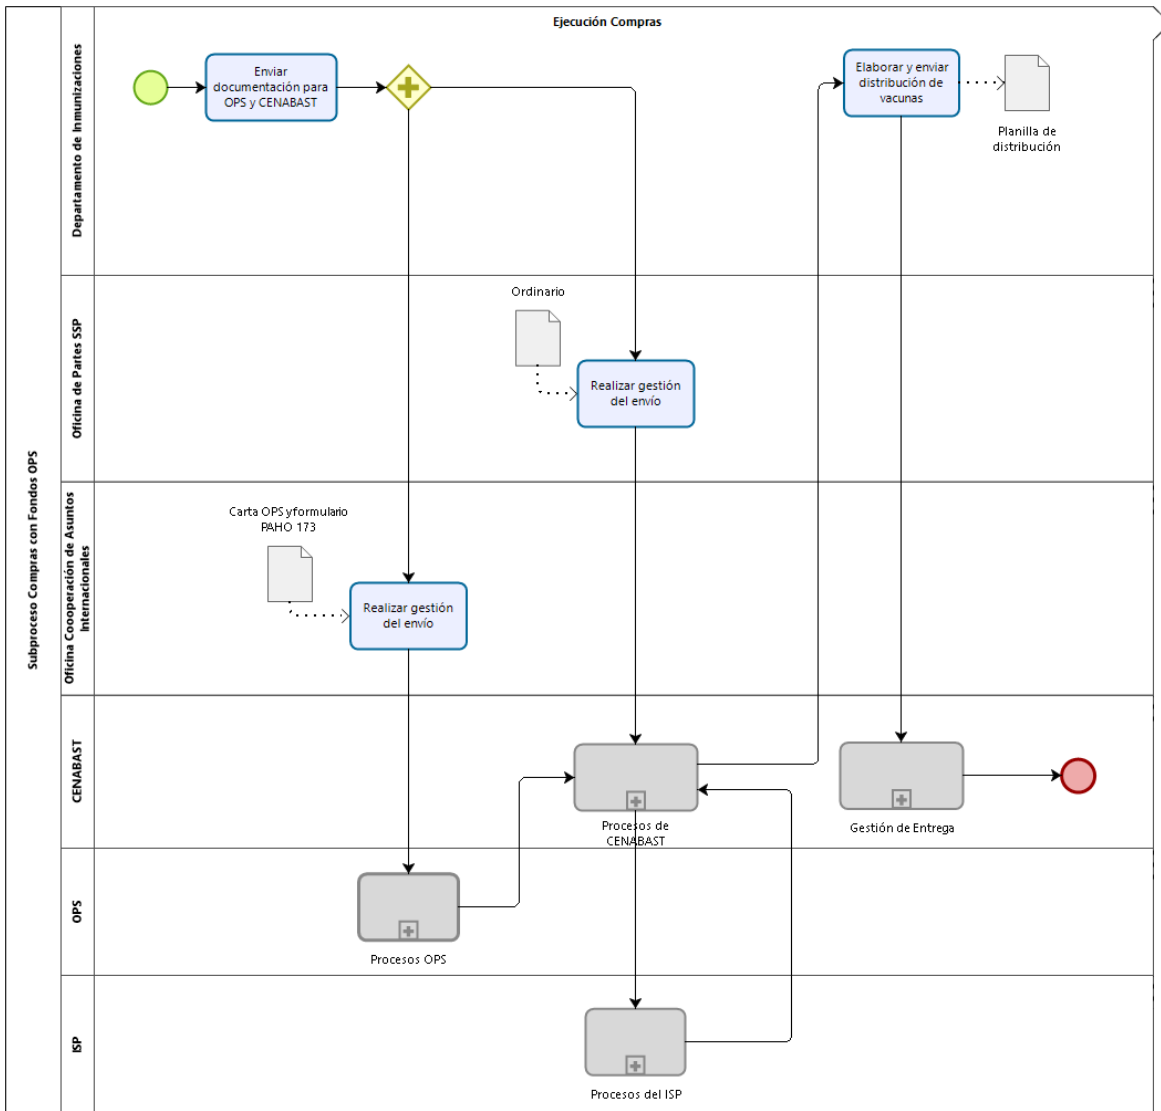 Ejecución Compras
Subproceso Compras con Fondos OPS
Departamento de Inmunizaciones
Enviar
documentación para
OPS y CENABAST
Elaborar y enviar
distribución de
vacunas
Planilla de
distribución
Oficina de Partes SSP
Ordinario
Realizar gestión
del envío
Oficina Coooperación de Asuntos
Internacionales
Carta OPS yformulario
PAHO 173
Realizar gestión
del envío
CENABAST
Procesos de
CENABAST
Gestión de Entrega
OPS
Procesos OPS
ISP
Procesos del ISP